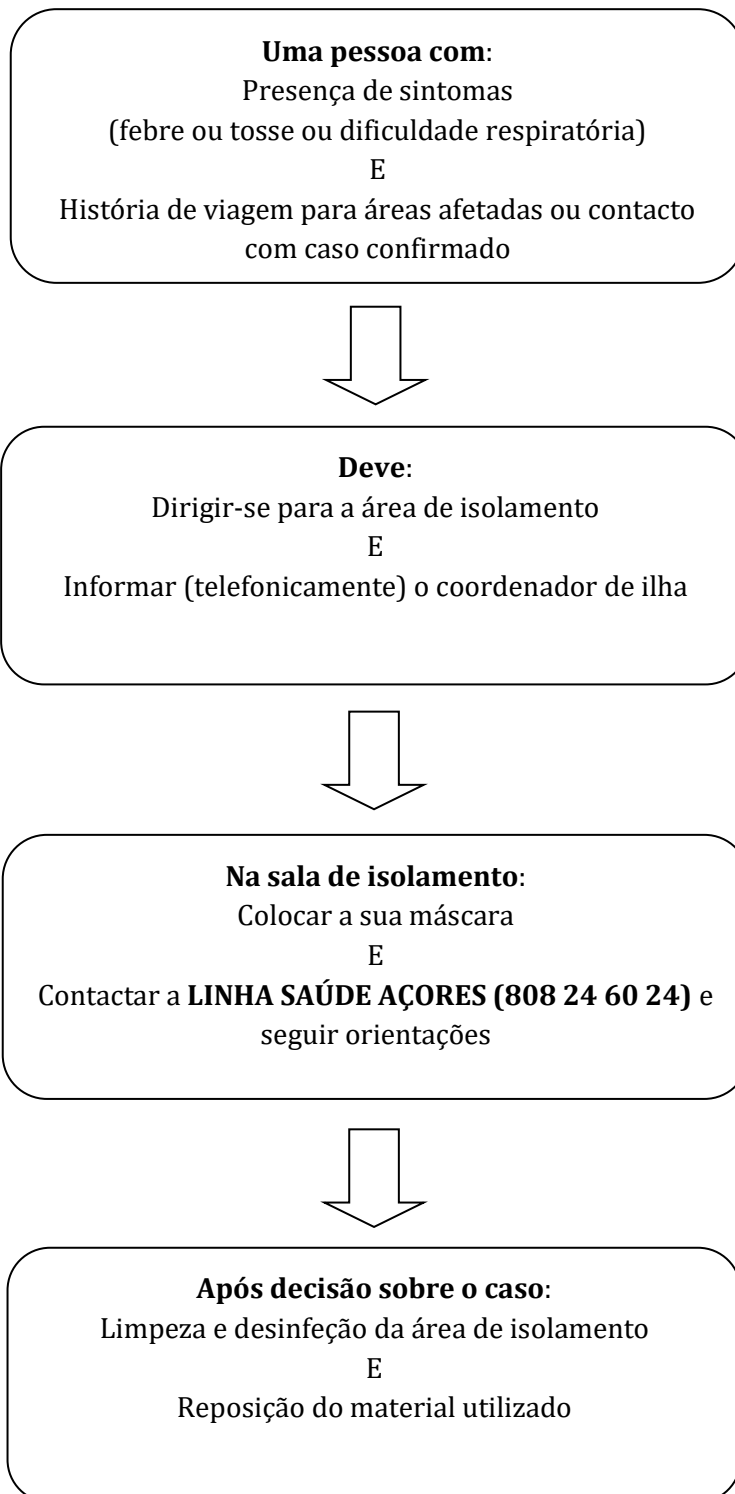 Uma pessoa com:
Presença de sintomas
(febre ou tosse ou dificuldade respiratória)
E
História de viagem para áreas afetadas ou contacto
com caso confirmado
Deve:
Dirigir-se para a área de isolamento
E
Informar (telefonicamente) o coordenador de ilha
Na sala de isolamento:
Colocar a sua máscara
E
Contactar a LINHA SAÚDE AÇORES (808 24 60 24) e
seguir orientações
Após decisão sobre o caso:
Limpeza e desinfeção da área de isolamento
E
Reposição do material utilizado